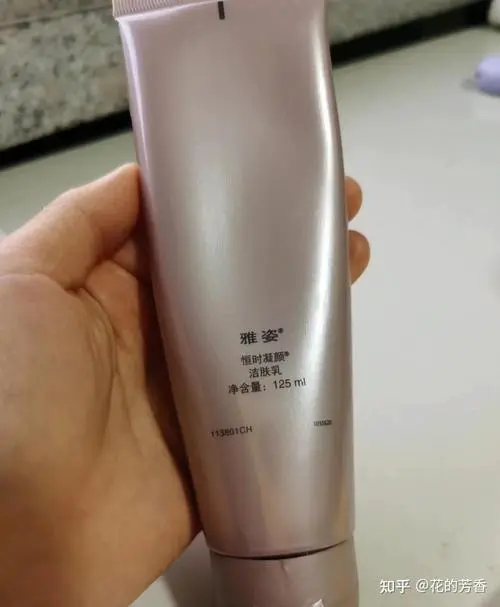 雅姿®
恒时凝颜®
洁肤乳
净含量：125 ml
113801CH
知乎 @花的芳香